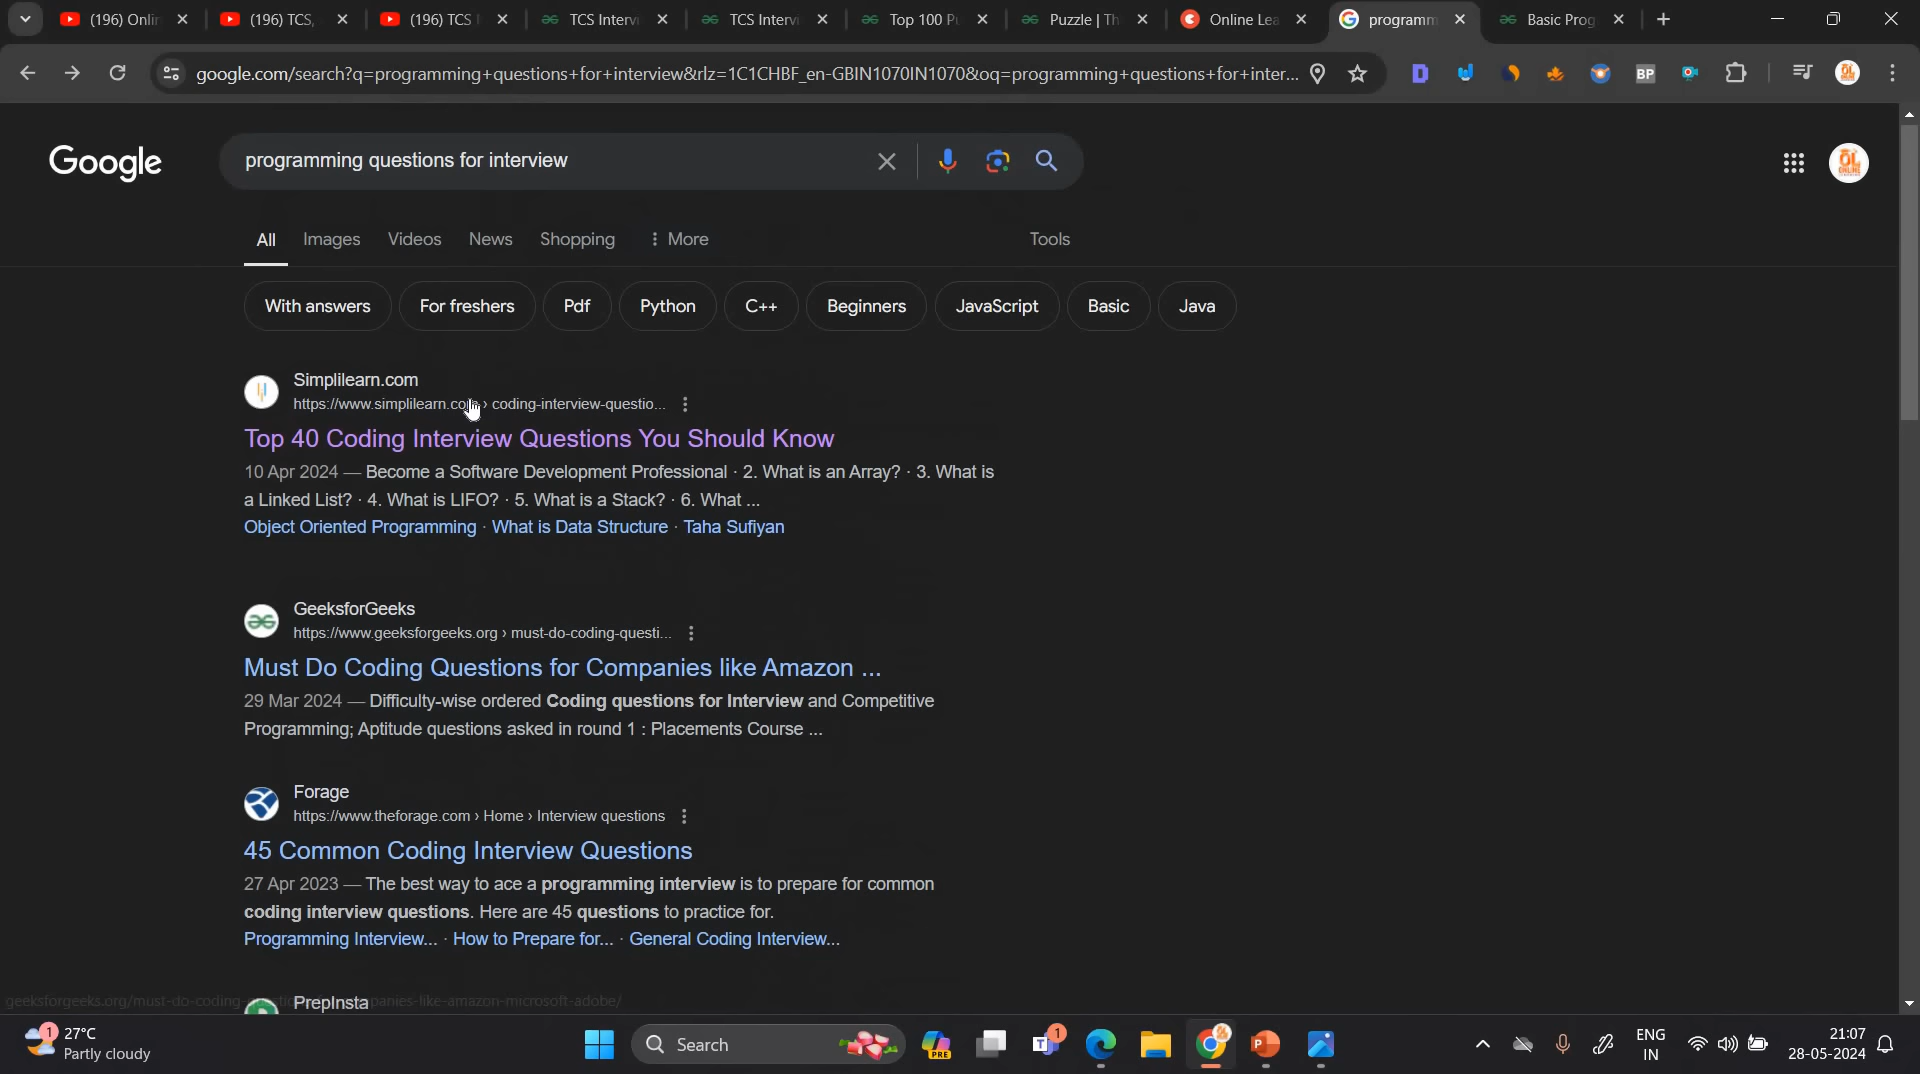 (196) Onli
(196) TCS,
(196) TCS
TCS Interv
TCS Interv
Top 100 P
Puzzle | Th
Online Lea
programm
Basic Prog
google.com/search?q=programming+questions+for+interview&rlz=1C1CHBF_en-GBIN1070IN1070&oq=programming+questions+for+inter...
BP
Google
programming questions for interview
OL
All
Images
Videos
News
Shopping
More
Tools
With answers
For freshers
Pdf
Python
C++
Beginners
JavaScript
Basic
Java
Simplilearn.com
https://www.simplilearn.com › coding-interview-questio...
Top 40 Coding Interview Questions You Should Know
10 Apr 2024 — Become a Software Development Professional · 2. What is an Array? · 3. What is
a Linked List? · 4. What is LIFO? · 5. What is a Stack? · 6. What ...
Object Oriented Programming · What is Data Structure · Taha Sufiyan
GeeksforGeeks
https://www.geeksforgeeks.org › must-do-coding-questi...
Must Do Coding Questions for Companies like Amazon ...
29 Mar 2024 — Difficulty-wise ordered Coding questions for Interview and Competitive
Programming; Aptitude questions asked in round 1 : Placements Course ...
Forage
https://www.theforage.com › Home › Interview questions
45 Common Coding Interview Questions
27 Apr 2023 — The best way to ace a programming interview is to prepare for common
coding interview questions. Here are 45 questions to practice for.
Programming Interview... · How to Prepare for... · General Coding Interview...
PrepInsta
1
27°C
Partly cloudy
Search
PRE
1
ENG
IN
21:07
28-05-2024